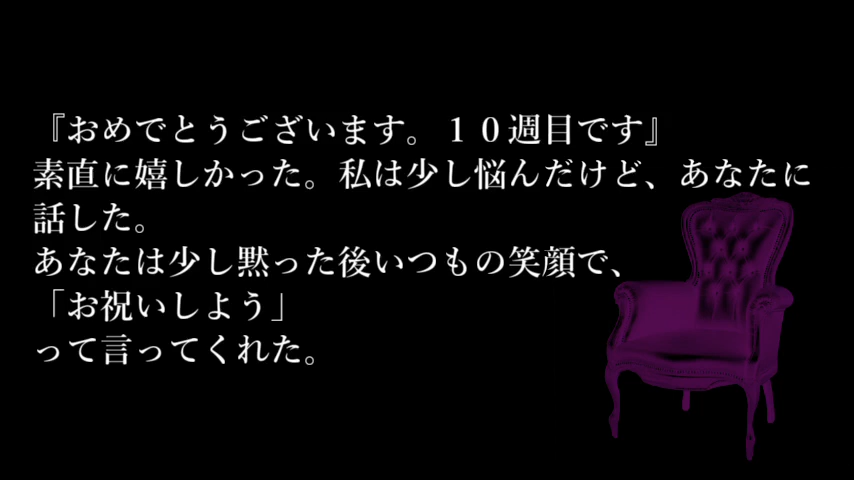 『おめでとうございます。１０週目です』
素直に嬉しかった。私は少し悩んだけど、あなたに
話した。
あなたは少し黙った後いつもの笑顔で、
「お祝いしよう」
って言ってくれた。